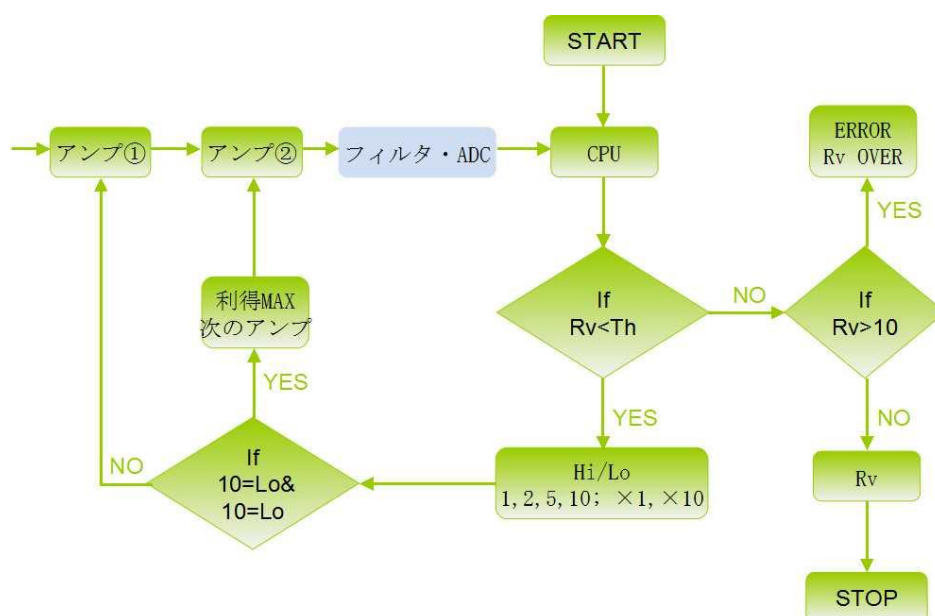 START
アンプ①
アンプ②
フィルタ・ADC
CPU
ERROR
Rv OVER
YES
利得MAX
次のアンプ
If
Rv<Th
NO
If
Rv>10
YES
YES
NO
NO
If
10=Lo&
10=Lo
Hi/Lo
1,2,5,10; ×1,×10
Rv
STOP